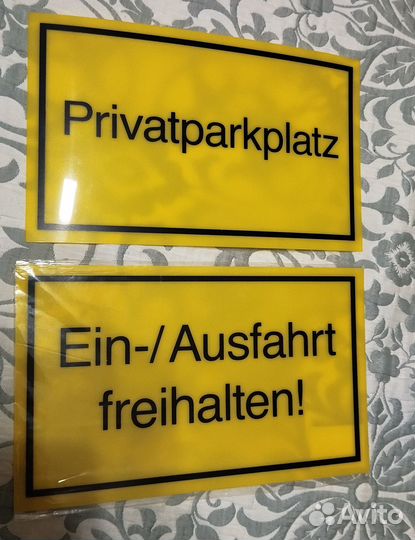 Privatparkplatz
Ein-/Ausfahrt
freihalten!
Avito